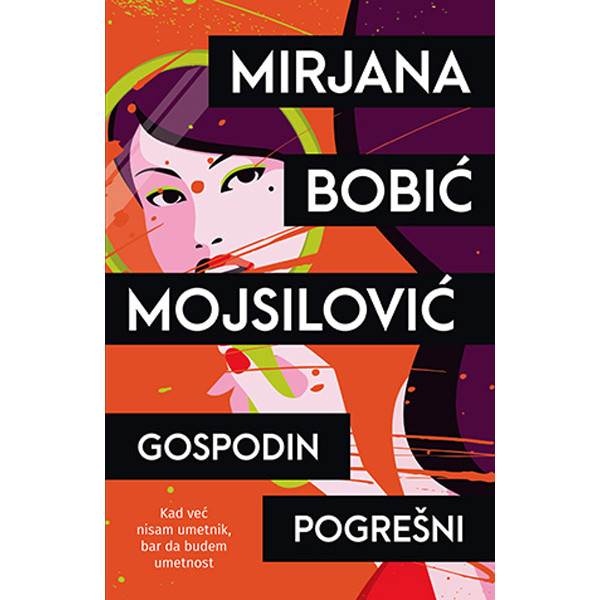 MIRJANA
BOBIĆ
MOJSILOVIĆ
GOSPODIN
POGREŠNI
Kad već
nisam umetnik,
bar da budem
umetnost